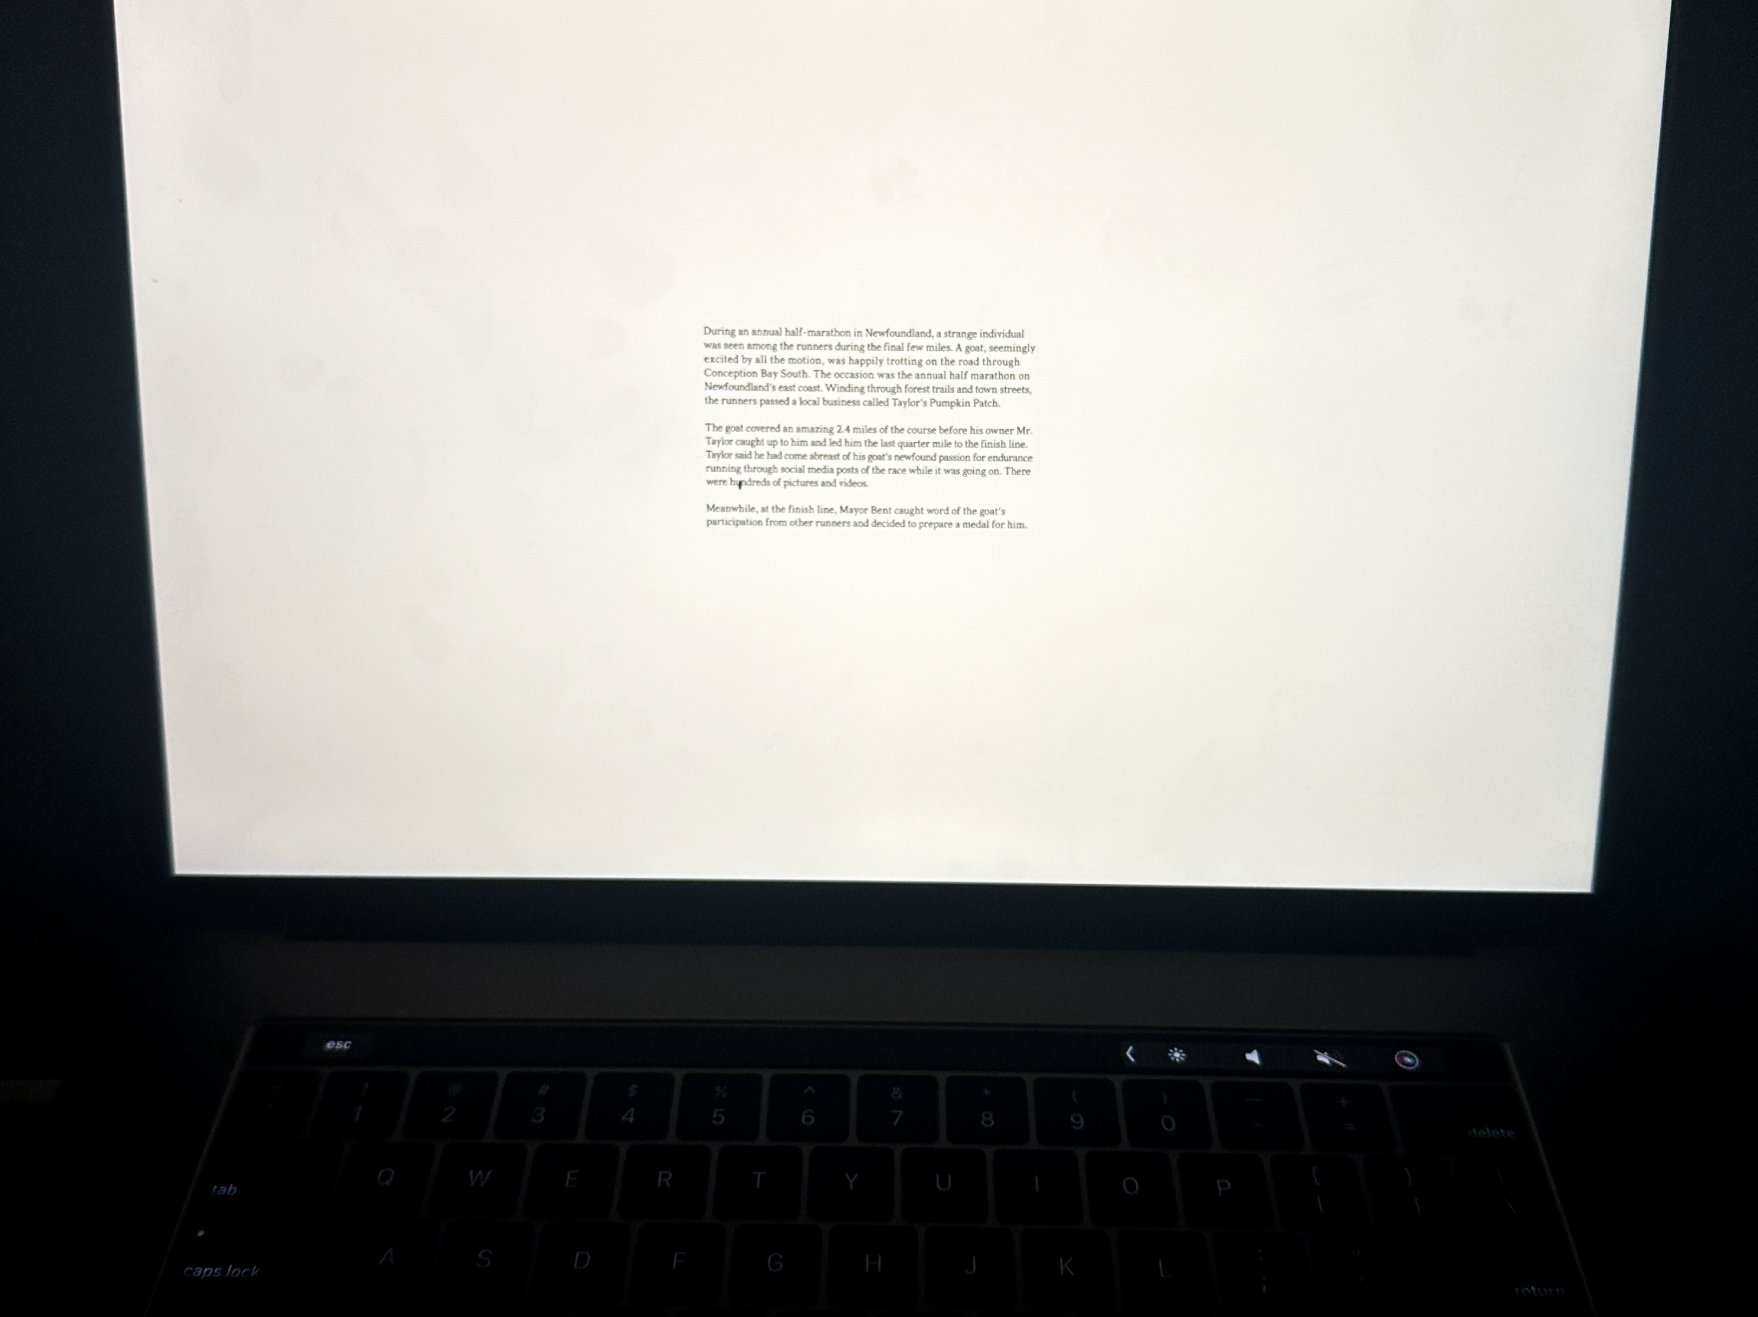 During an annual half-marathon in Newfoundland, a strange individual
was seen among the runners during the final few miles. A goat, seemingly
excited by all the motion, was happily trotting on the road through
Conception Bay South. The occasion was the annual half marathon on
Newfoundland's east coast. Winding through forest trails and town streets,
the runners passed a local business called Taylor's Pumpkin Patch.
The goat covered an amazing 2.4 miles of the course before his owner Mr.
Taylor caught up to him and led him the last quarter mile to the finish line.
Taylor said he had come abreast of his goat's newfound passion for endurance
running through social media posts of the race while it was going on. There
were hundreds of pictures and videos.
Meanwhile, at the finish line, Mayor Bent caught word of the goat's
participation from other runners and decided to prepare a medal for him.
esc
! @ # $ % ^ & * ( ) — +
1 2 3 4 5 6 7 8 9 0 - =
delete
tab Q W E R T Y U I O P { } |
[ ] \
caps lock A S D F G H J K L : "
;
return